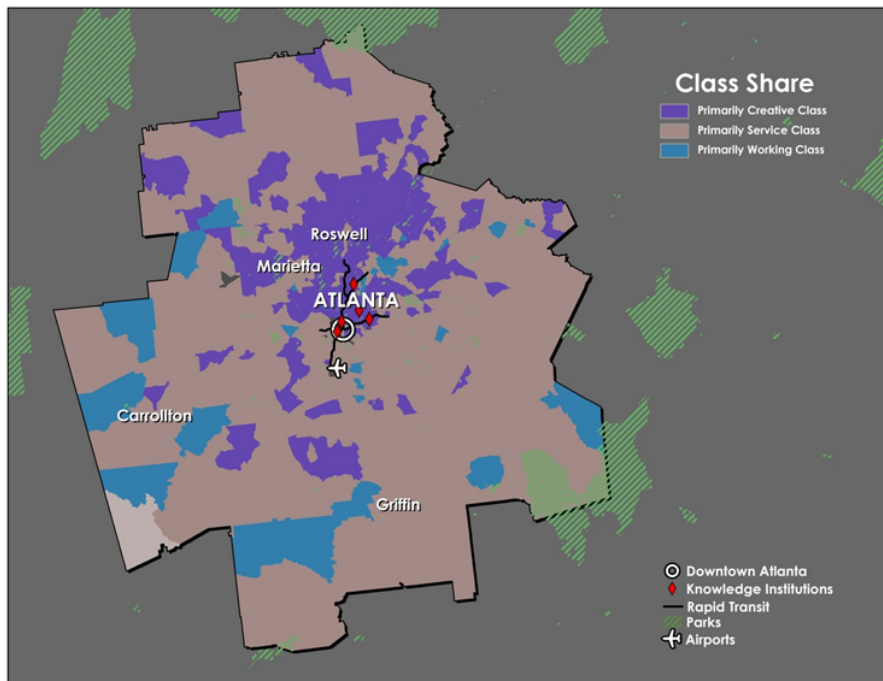 Class Share
Primarily Creative Class
Primarily Service Class
Primarily Working Class
Roswell
Marietta
ATLANTA
Carrollton
Griffin
Downtown Atlanta
Knowledge Institutions
Rapid Transit
Parks
Airports